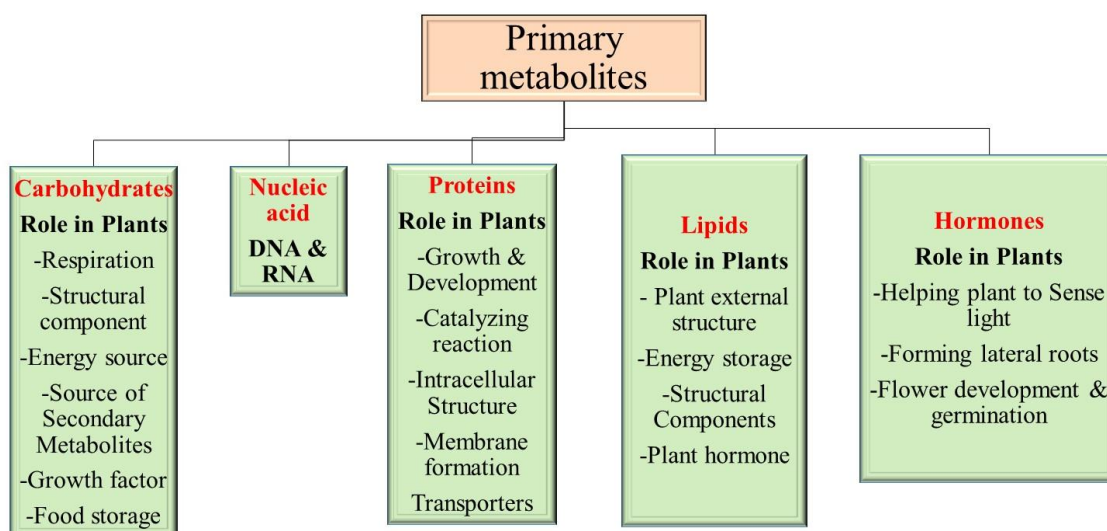 Primary
metabolites
Carbohydrates
Role in Plants
-Respiration
-Structural
component
-Energy source
-Source of
Secondary
Metabolites
-Growth factor
-Food storage
Nucleic
acid
DNA &
RNA
Proteins
Role in Plants
-Growth &
Development
-Catalyzing
reaction
-Intracellular
Structure
-Membrane
formation
Transporters
Lipids
Role in Plants
- Plant external
structure
-Energy storage
-Structural
Components
-Plant hormone
Hormones
Role in Plants
-Helping plant to Sense
light
-Forming lateral roots
-Flower development &
germination